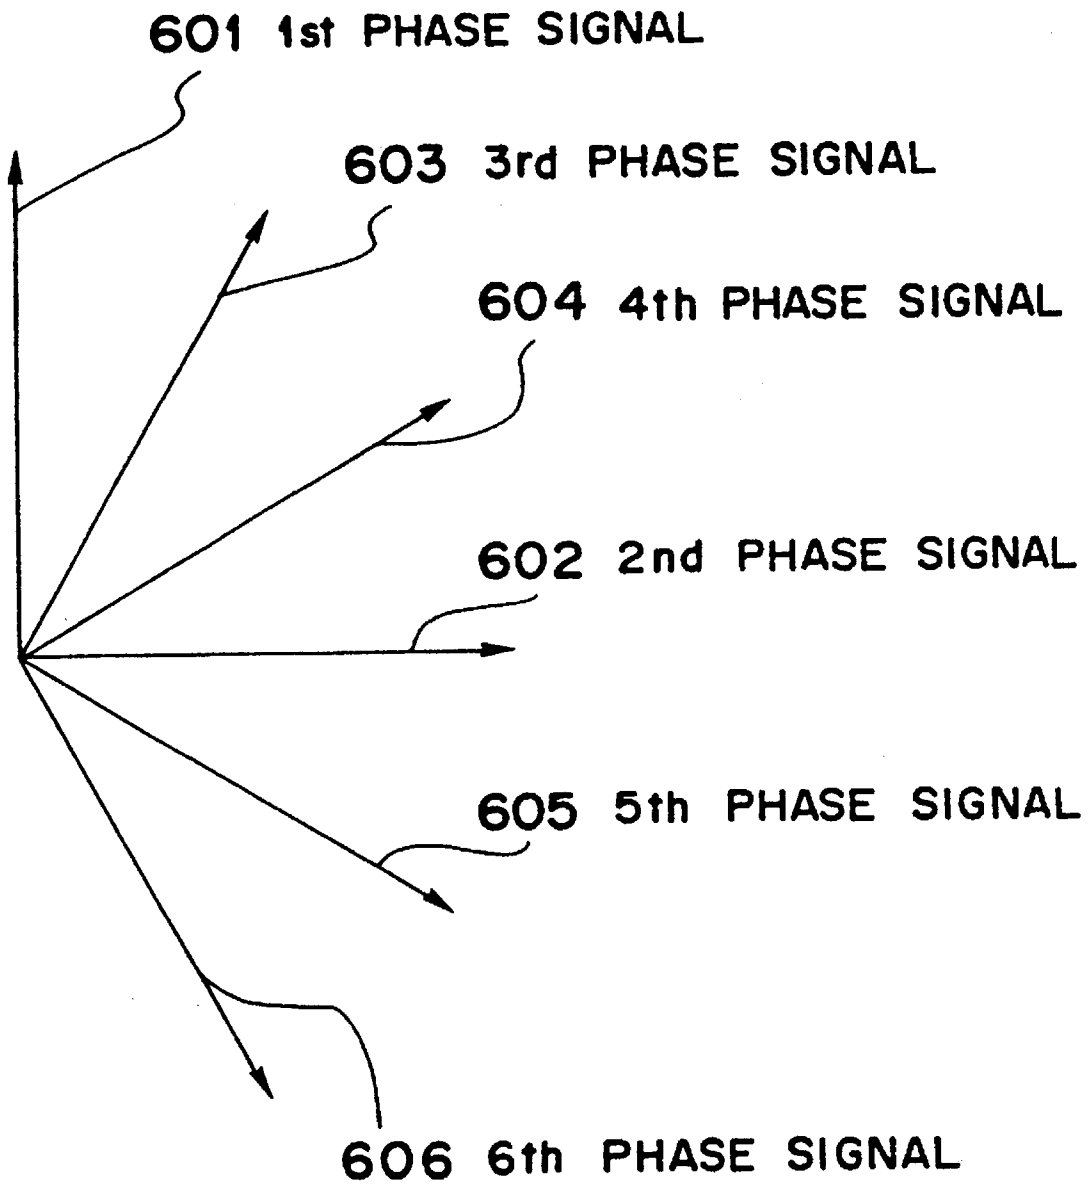 601 1st PHASE SIGNAL
603 3rd PHASE SIGNAL
604 4th PHASE SIGNAL
602 2nd PHASE SIGNAL
605 5th PHASE SIGNAL
606 6th PHASE SIGNAL